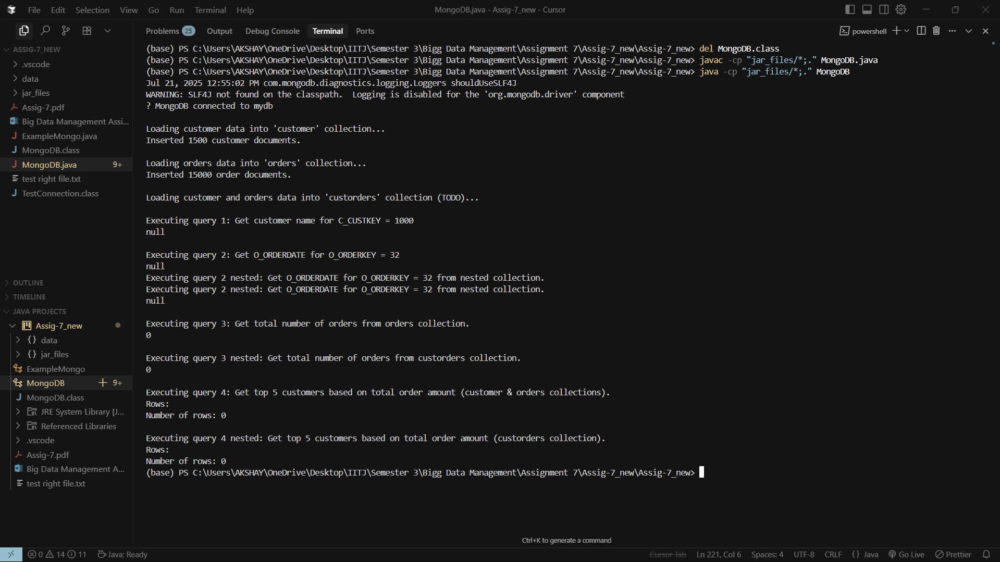 File Edit Selection View Go Run Terminal Help
MongoDB.java - Assig-7_new - Cursor
ASSIG-7_NEW
.vscode
data
jar_files
Assig-7.pdf
Big Data Management Assi...
ExampleMongo.java
MongoDB.class
MongoDB.java 9+
test right file.txt
TestConnection.class
OUTLINE
TIMELINE
JAVA PROJECTS
Assig-7_new
{} data
{} jar_files
ExampleMongo
MongoDB 9+
MongoDB.class
JRE System Library [J...
Referenced Libraries
.vscode
Assig-7.pdf
Big Data Management A...
test right file.txt
Problems 25 Output Debug Console Terminal Ports
powershell
(base) PS C:\Users\AKSHAY\OneDrive\Desktop\IITJ\Semester 3\Bigg Data Management\Assignment 7\Assig-7_new\Assig-7_new> del MongoDB.class
(base) PS C:\Users\AKSHAY\OneDrive\Desktop\IITJ\Semester 3\Bigg Data Management\Assignment 7\Assig-7_new\Assig-7_new> javac -cp "jar_files/*;." MongoDB.java
(base) PS C:\Users\AKSHAY\OneDrive\Desktop\IITJ\Semester 3\Bigg Data Management\Assignment 7\Assig-7_new\Assig-7_new> java -cp "jar_files/*;." MongoDB
Jul 21, 2025 12:55:02 PM com.mongodb.diagnostics.logging.Loggers shouldUseSLF4J
WARNING: SLF4J not found on the classpath.  Logging is disabled for the 'org.mongodb.driver' component
? MongoDB connected to mydb
Loading customer data into 'customer' collection...
Inserted 1500 customer documents.
Loading orders data into 'orders' collection...
Inserted 15000 order documents.
Loading customer and orders data into 'custorders' collection (TODO)...
Executing query 1: Get customer name for C_CUSTKEY = 1000
null
Executing query 2: Get O_ORDERDATE for O_ORDERKEY = 32
null
Executing query 2 nested: Get O_ORDERDATE for O_ORDERKEY = 32 from nested collection.
Executing query 2 nested: Get O_ORDERDATE for O_ORDERKEY = 32 from nested collection.
null
Executing query 3: Get total number of orders from orders collection.
0
Executing query 3 nested: Get total number of orders from custorders collection.
0
Executing query 4: Get top 5 customers based on total order amount (customer & orders collections).
Rows:
Number of rows: 0
Executing query 4 nested: Get top 5 customers based on total order amount (custorders collection).
Rows:
Number of rows: 0
(base) PS C:\Users\AKSHAY\OneDrive\Desktop\IITJ\Semester 3\Bigg Data Management\Assignment 7\Assig-7_new\Assig-7_new>
Ctrl+K to generate a command
0 14 11 Java: Ready
Cursor Tab Ln 221, Col 6 Spaces: 4 UTF-8 CRLF {} Java Go Live Prettier